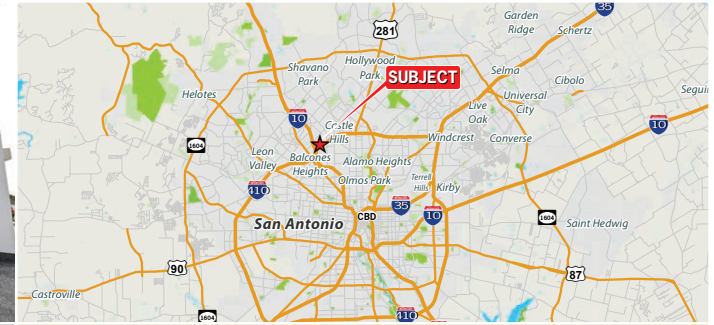 35
Garden
Ridge
Schertz
281
Hollywood
Park
Shavano
Park
SUBJECT
Selma
Cibolo
Helotes
Universal
City
Live
Oak
10
Castle
Hills
Windcrest
Converse
10
1604
Leon
Valley
Balcones
Heights
Alamo Heights
Olmos Park
Terrell
Hills
Kirby
410
35
10
CBD
San Antonio
1604
Saint Hedwig
90
87
Castroville
1604
410